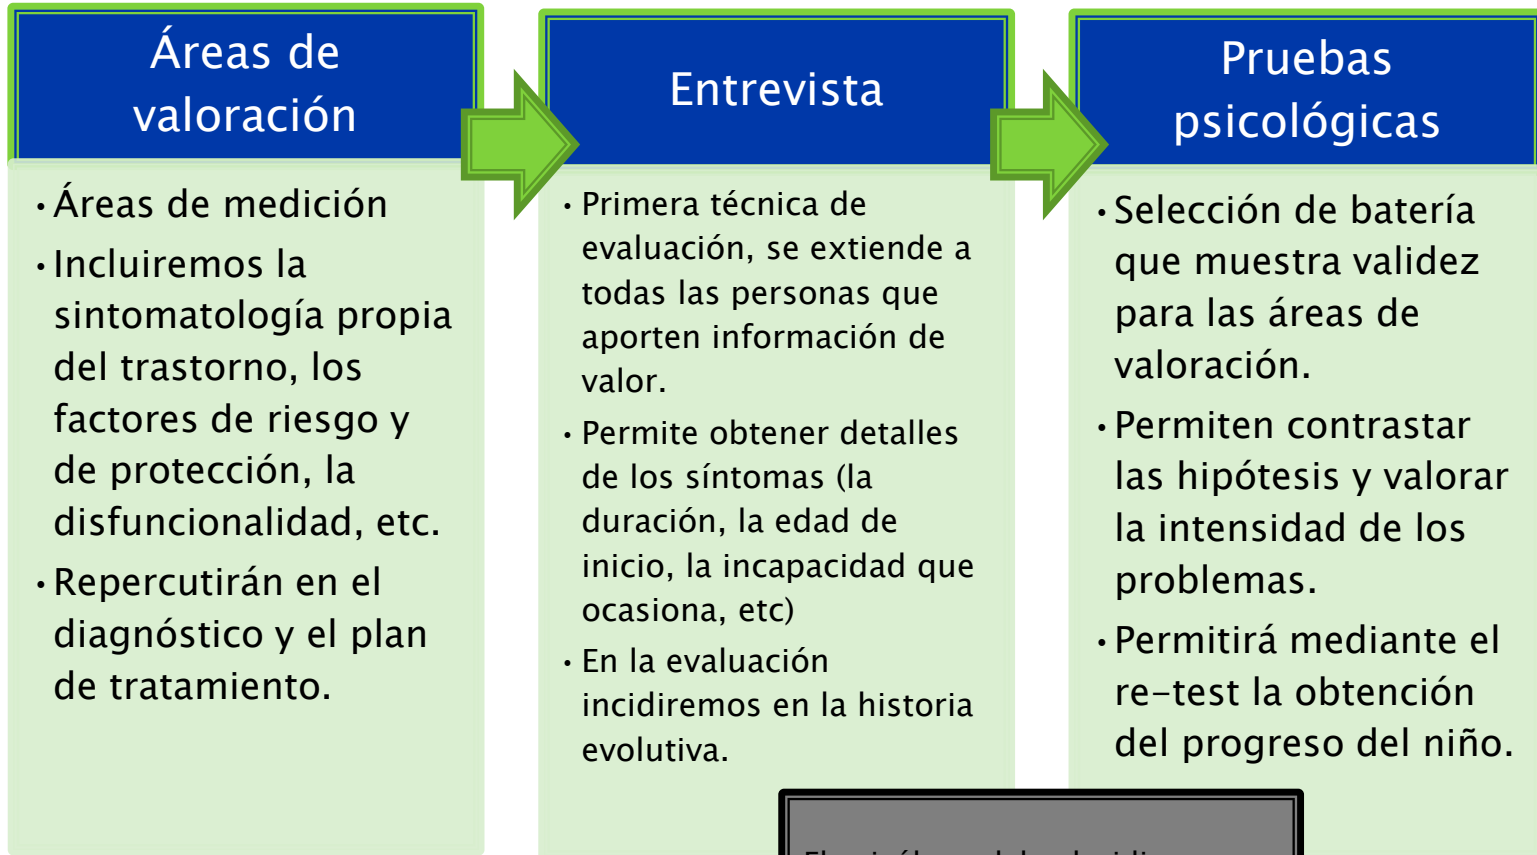 Áreas de
valoración
• Áreas de medición
• Incluiremos la
sintomatología propia
del trastorno, los
factores de riesgo y
de protección, la
disfuncionalidad, etc.
• Repercutirán en el
diagnóstico y el plan
de tratamiento.
Entrevista
• Primera técnica de
evaluación, se extiende a
todas las personas que
aporten información de
valor.
• Permite obtener detalles
de los síntomas (la
duración, la edad de
inicio, la incapacidad que
ocasiona, etc)
• En la evaluación
incidiremos en la historia
evolutiva.
Pruebas
psicológicas
• Selección de batería
que muestra validez
para las áreas de
valoración.
• Permiten contrastar
las hipótesis y valorar
la intensidad de los
problemas.
• Permitirá mediante el
re-test la obtención
del progreso del niño.